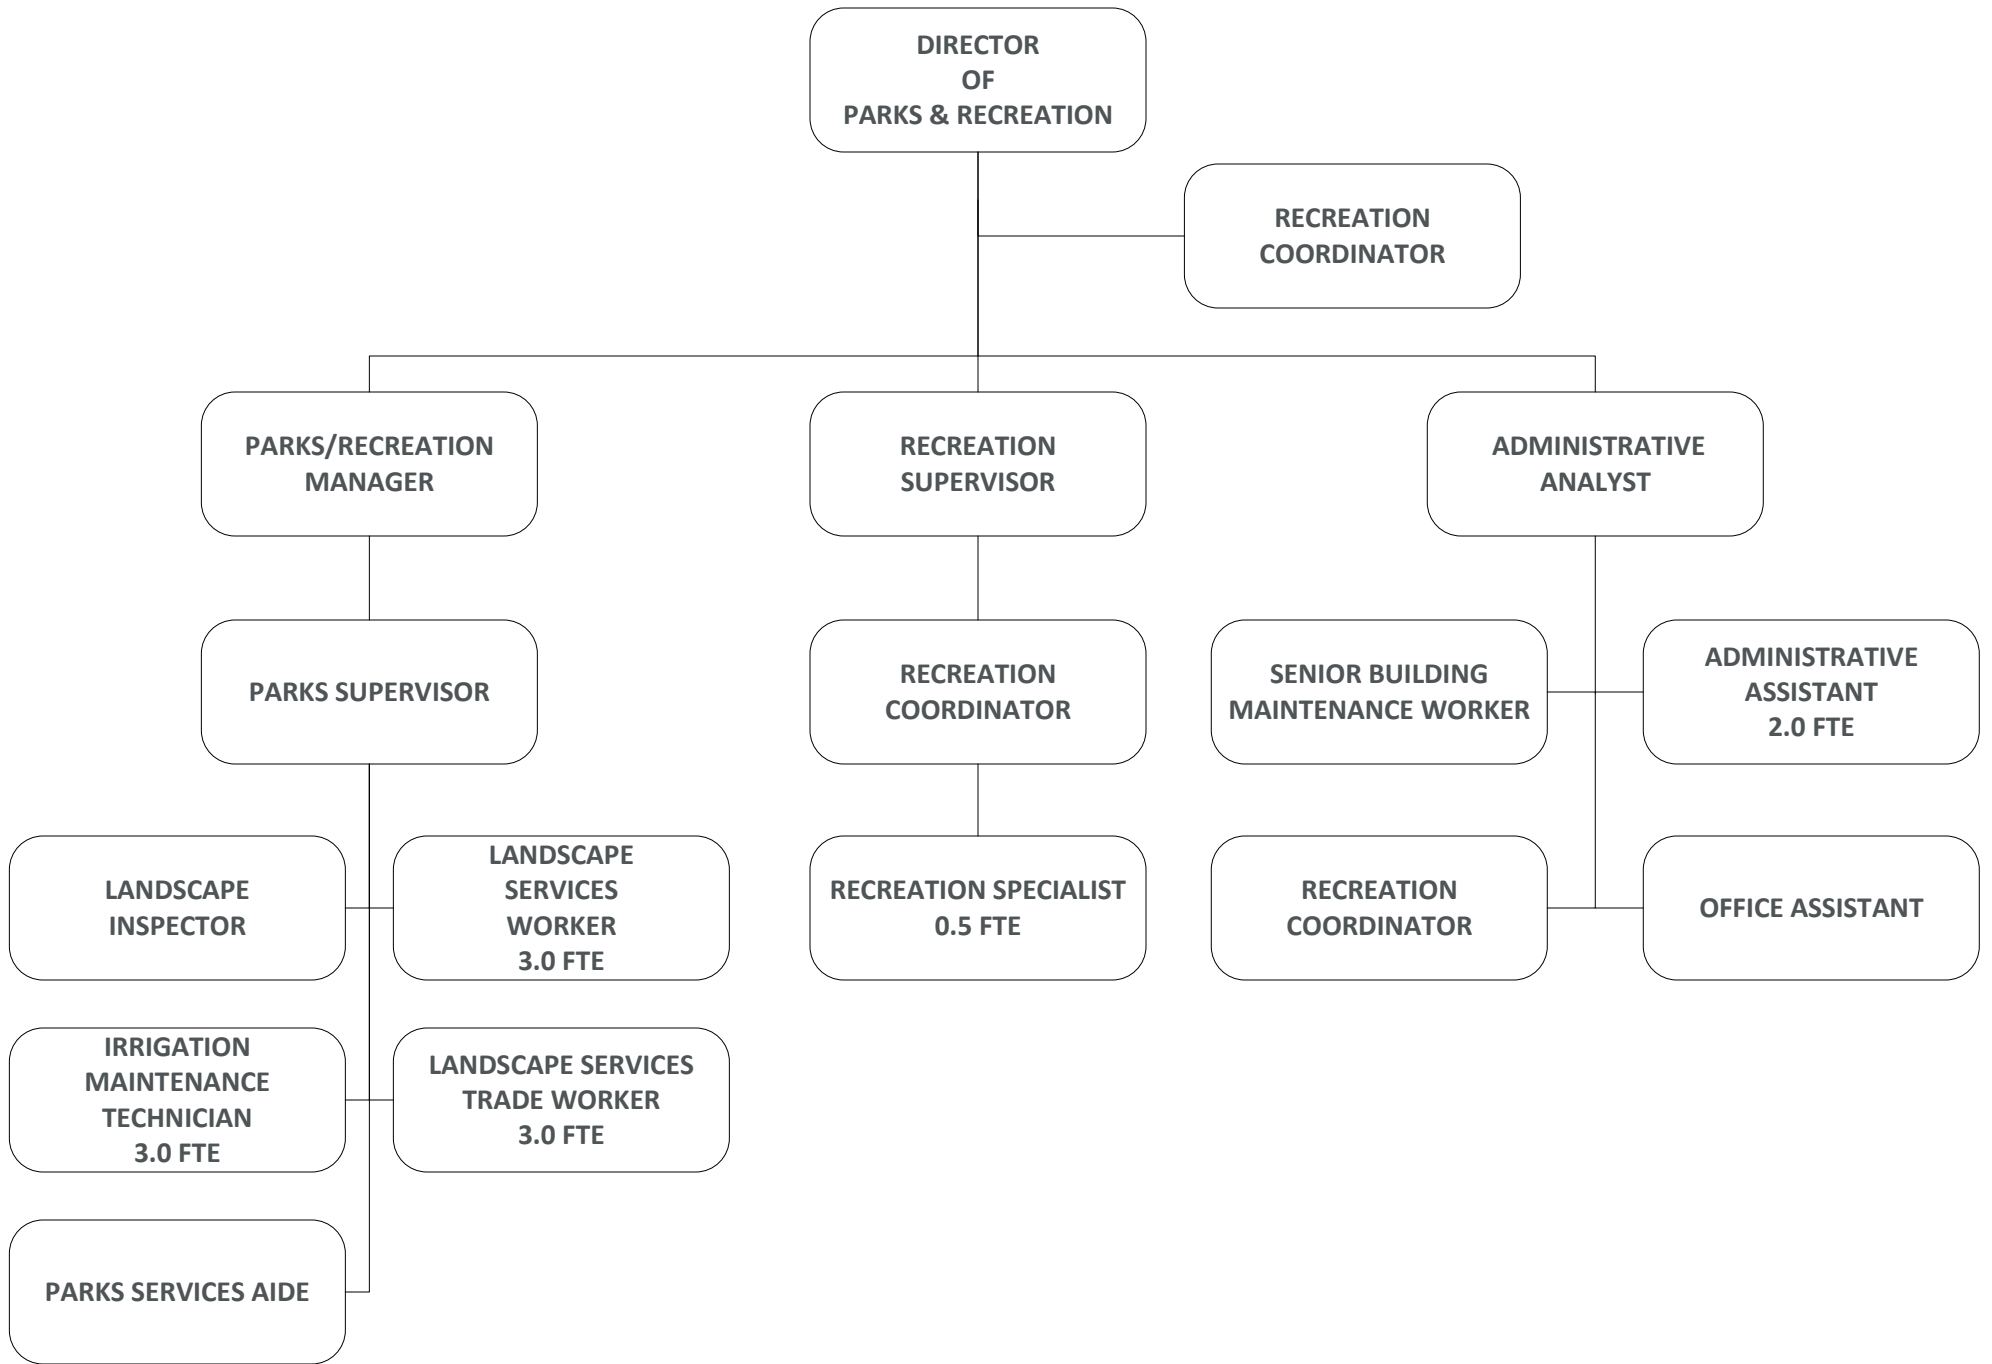 DIRECTOR
OF
PARKS & RECREATION
RECREATION
COORDINATOR
PARKS/RECREATION
MANAGER
RECREATION
SUPERVISOR
ADMINISTRATIVE
ANALYST
PARKS SUPERVISOR
RECREATION
COORDINATOR
SENIOR BUILDING
MAINTENANCE WORKER
ADMINISTRATIVE
ASSISTANT
2.0 FTE
LANDSCAPE
INSPECTOR
LANDSCAPE
SERVICES
WORKER
3.0 FTE
RECREATION SPECIALIST
0.5 FTE
RECREATION
COORDINATOR
OFFICE ASSISTANT
IRRIGATION
MAINTENANCE
TECHNICIAN
3.0 FTE
LANDSCAPE SERVICES
TRADE WORKER
3.0 FTE
PARKS SERVICES AIDE